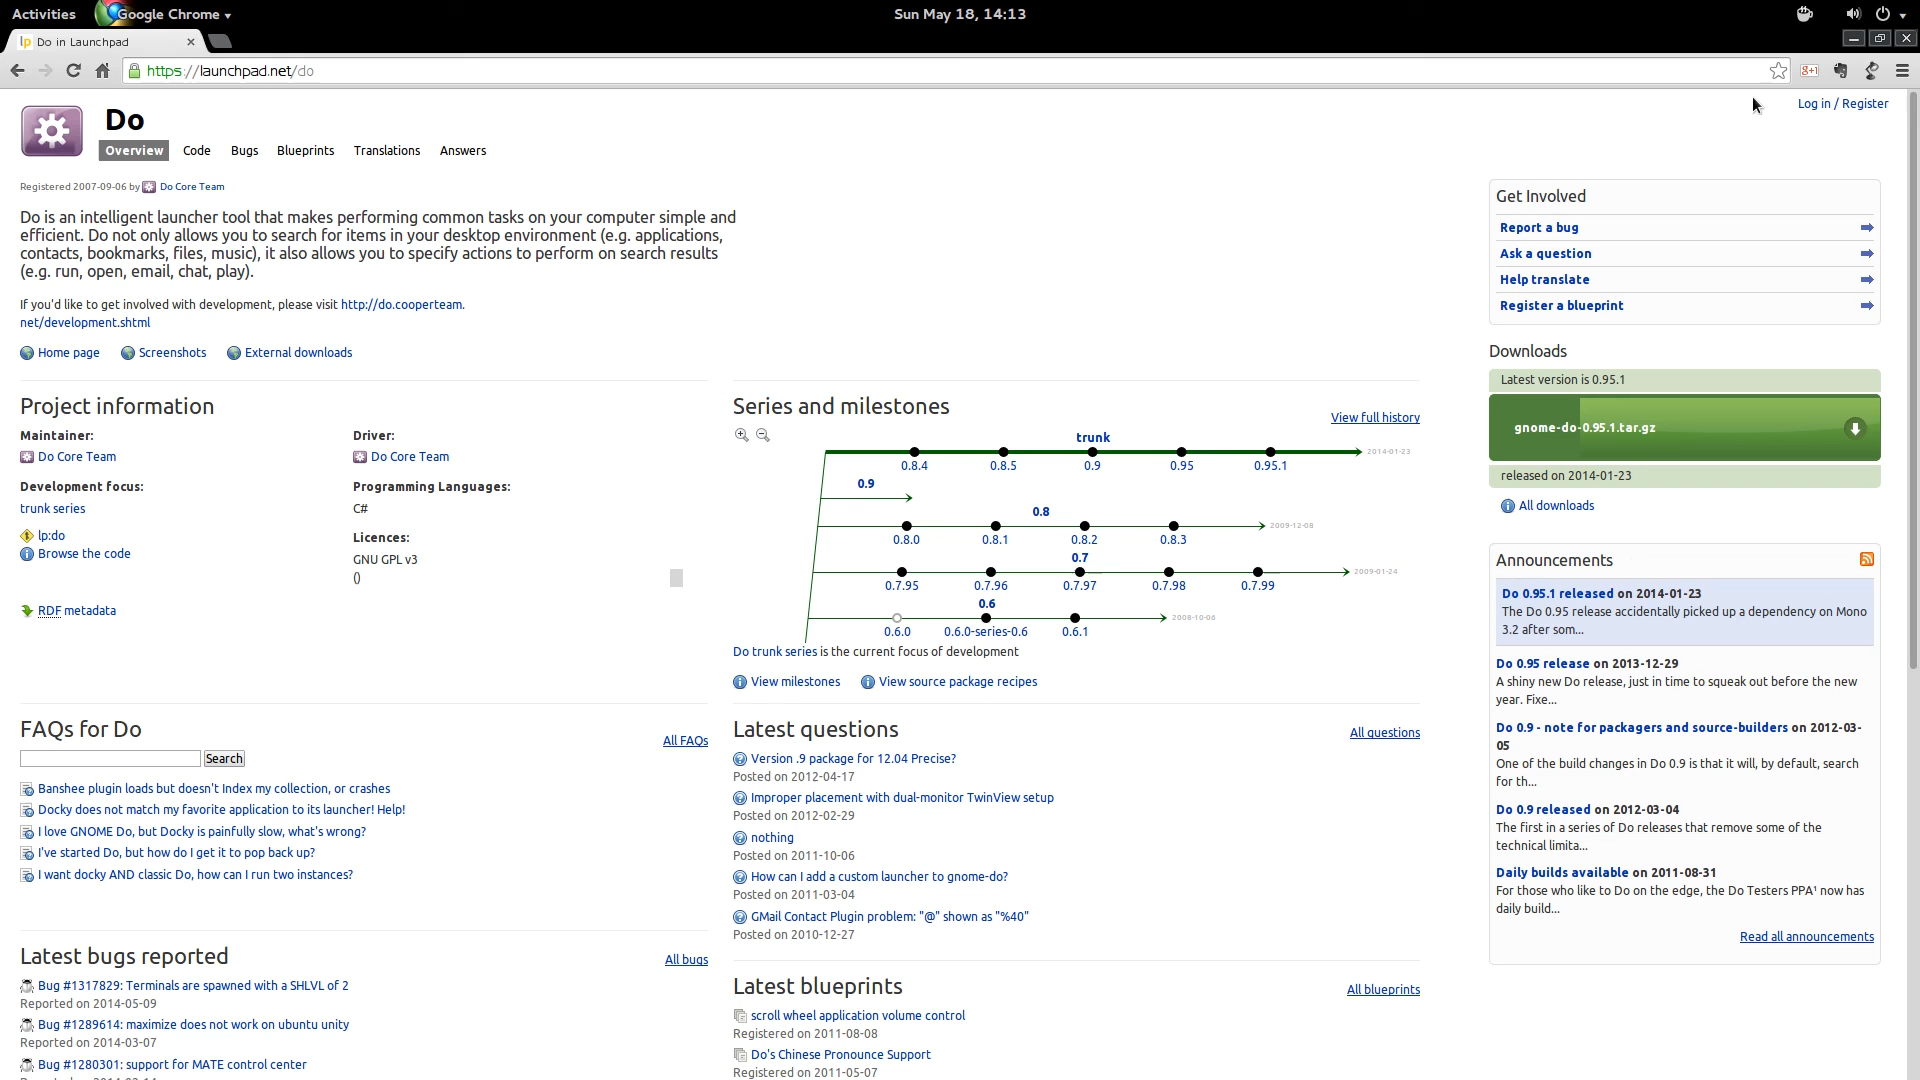 Activities
Google Chrome
Sun May 18, 14:13
Do in Launchpad
https://launchpad.net/do
Log in / Register
Do
Overview
Code
Bugs
Blueprints
Translations
Answers
Registered 2007-09-06 by Do Core Team
Do is an intelligent launcher tool that makes performing common tasks on your computer simple and
efficient. Do not only allows you to search for items in your desktop environment (e.g. applications,
contacts, bookmarks, files, music), it also allows you to specify actions to perform on search results
(e.g. run, open, email, chat, play).
If you'd like to get involved with development, please visit http://do.cooperteam.
net/development.shtml
Home page
Screenshots
External downloads
Project information
Maintainer:
Do Core Team
Driver:
Do Core Team
Development focus:
trunk series
Programming Languages:
C#
lp:do
Browse the code
Licences:
GNU GPL v3
()
RDF metadata
Series and milestones
View full history
trunk
2014-01-23
0.8.4
0.8.5
0.9
0.95
0.95.1
0.9
0.8
2009-12-08
0.8.0
0.8.1
0.8.2
0.8.3
0.7
2009-01-24
0.7.95
0.7.96
0.7.97
0.7.98
0.7.99
0.6
2008-10-06
0.6.0
0.6.0-series-0.6
0.6.1
Do trunk series is the current focus of development
View milestones
View source package recipes
FAQs for Do
All FAQs
Search
Banshee plugin loads but doesn't Index my collection, or crashes
Docky does not match my favorite application to its launcher! Help!
I love GNOME Do, but Docky is painfully slow, what's wrong?
I've started Do, but how do I get it to pop back up?
I want docky AND classic Do, how can I run two instances?
Latest questions
All questions
Version .9 package for 12.04 Precise?
Posted on 2012-04-17
Improper placement with dual-monitor TwinView setup
Posted on 2012-02-29
nothing
Posted on 2011-10-06
How can I add a custom launcher to gnome-do?
Posted on 2011-03-04
GMail Contact Plugin problem: "@" shown as "%40"
Posted on 2010-12-27
Latest bugs reported
All bugs
Bug #1317829: Terminals are spawned with a SHLVL of 2
Reported on 2014-05-09
Bug #1289614: maximize does not work on ubuntu unity
Reported on 2014-03-07
Bug #1280301: support for MATE control center
Latest blueprints
All blueprints
scroll wheel application volume control
Registered on 2011-08-08
Do's Chinese Pronounce Support
Registered on 2011-05-07
Get Involved
Report a bug
Ask a question
Help translate
Register a blueprint
Downloads
Latest version is 0.95.1
gnome-do-0.95.1.tar.gz
released on 2014-01-23
All downloads
Announcements
Do 0.95.1 released on 2014-01-23
The Do 0.95 release accidentally picked up a dependency on Mono
3.2 after som...
Do 0.95 release on 2013-12-29
A shiny new Do release, just in time to squeak out before the new
year. Fixe...
Do 0.9 - note for packagers and source-builders on 2012-03-
05
One of the build changes in Do 0.9 is that it will, by default, search
for th...
Do 0.9 released on 2012-03-04
The first in a series of Do releases that remove some of the
technical limita...
Daily builds available on 2011-08-31
For those who like to Do on the edge, the Do Testers PPA¹ now has
daily build...
Read all announcements